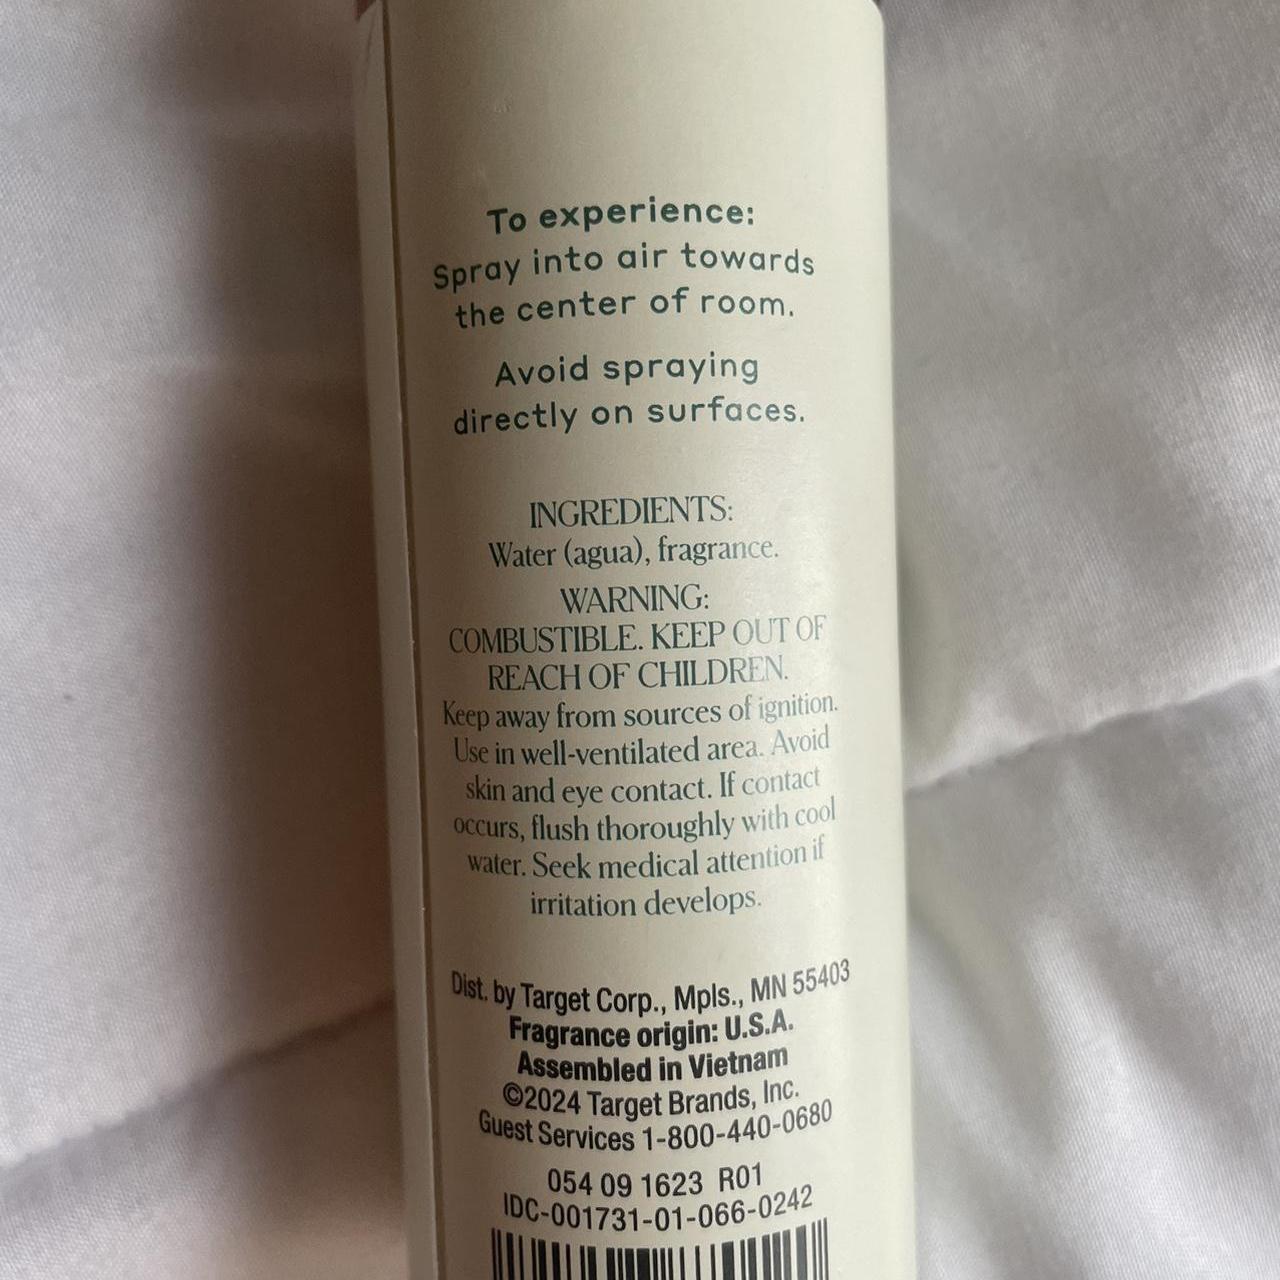 To experience:
Spray into air towards
the center of room.
Avoid spraying
directly on surfaces.
INGREDIENTS:
Water (agua), fragrance.
WARNING:
COMBUSTIBLE. KEEP OUT OF
REACH OF CHILDREN.
Keep away from sources of ignition.
Use in well-ventilated area. Avoid
skin and eye contact. If contact
occurs, flush thoroughly with cool
water. Seek medical attention if
irritation develops.
Dist. by Target Corp., Mpls., MN 55403
Fragrance origin: U.S.A.
Assembled in Vietnam
©2024 Target Brands, Inc.
Guest Services 1-800-440-0680
054 09 1623 R01
IDC-001731-01-066-0242